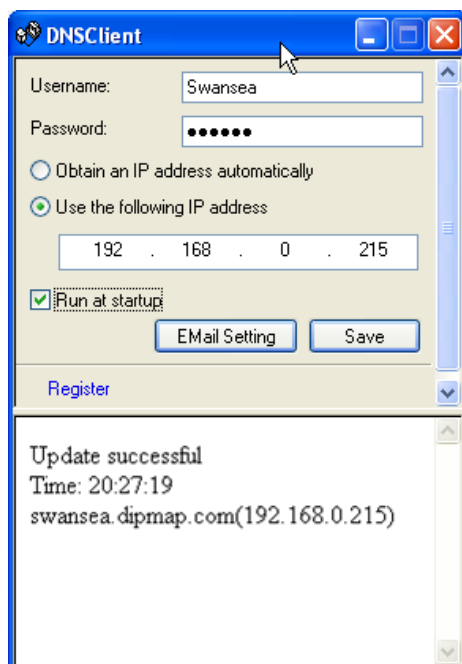 DNSClient
Username: Swansea
Password: ●●●●●●
Obtain an IP address automatically
Use the following IP address
192 . 168 . 0 . 215
Run at startup
EMail Setting Save
Register
Update successful
Time: 20:27:19
swansea.dipmap.com(192.168.0.215)